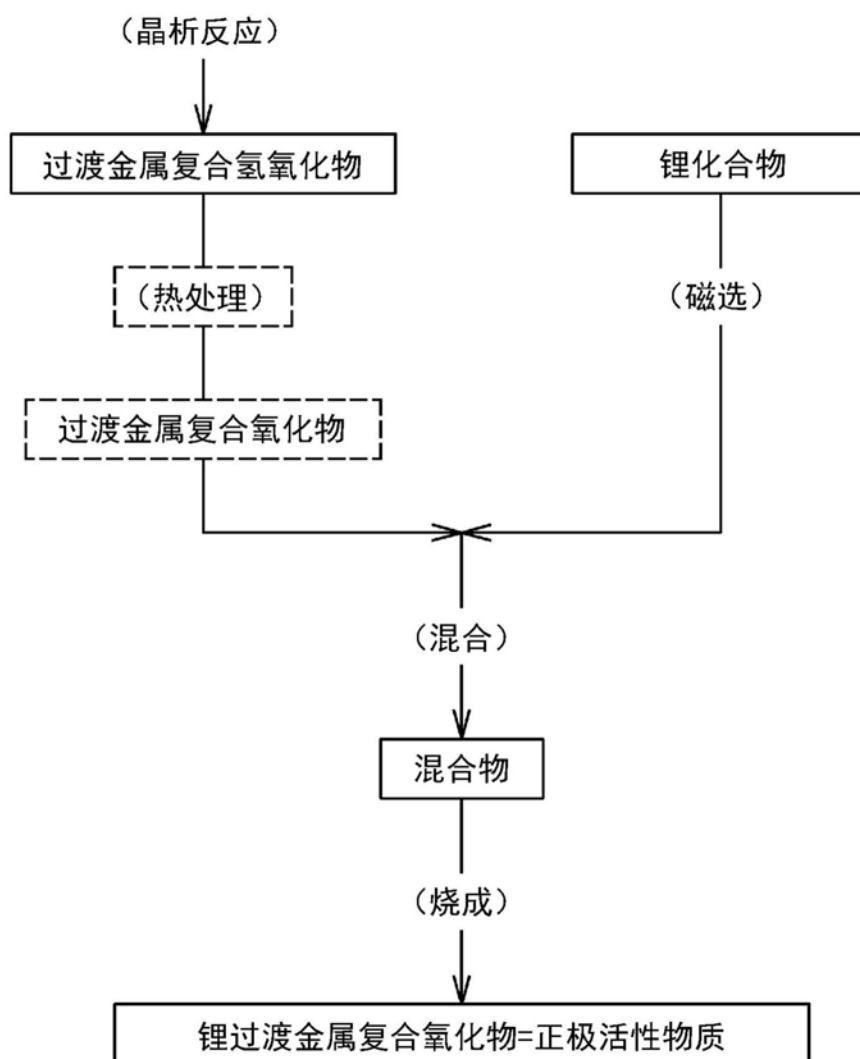 （晶析反应）
过渡金属复合氢氧化物
锂化合物
（热处理）
（磁选）
过渡金属复合氧化物
（混合）
混合物
（烧成）
锂过渡金属复合氧化物=正极活性物质